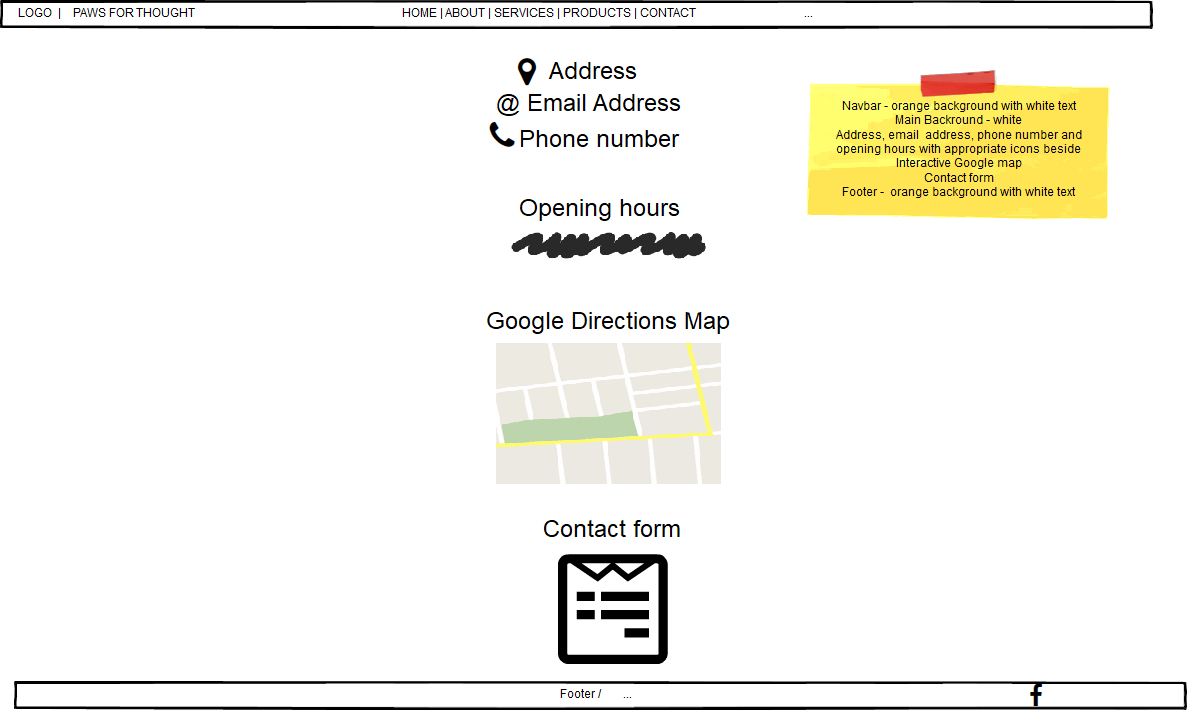 LOGO | PAWS FOR THOUGHT HOME | ABOUT | SERVICES | PRODUCTS | CONTACT ...
Address
@ Email Address
Phone number
Opening hours
Google Directions Map
Contact form
Navbar - orange background with white text
Main Backround - white
Address, email address, phone number and
opening hours with appropriate icons beside
Interactive Google map
Contact form
Footer - orange background with white text
Footer / ... f